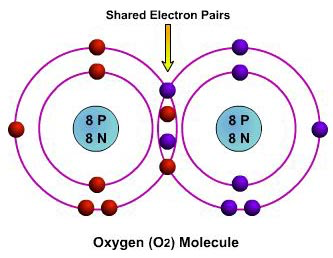 Shared Electron Pairs
8 P
8 N
8 P
8 N
Oxygen (O2) Molecule